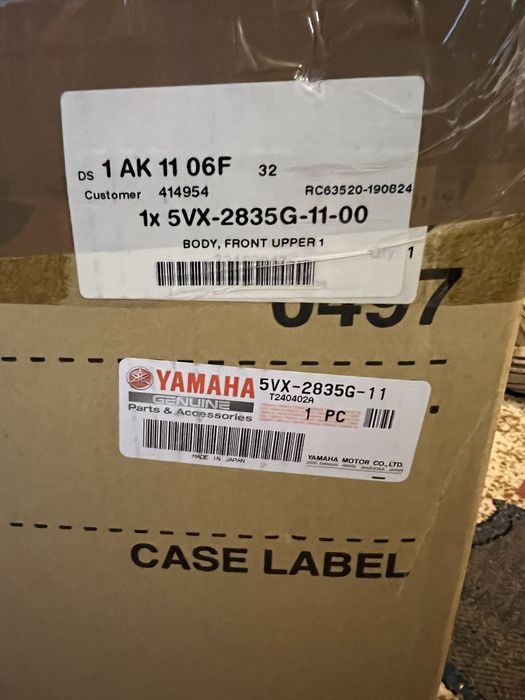 DS 1 AK 11 06F 32
Customer 414954 RC63520-190824
1x 5VX-2835G-11-00
BODY, FRONT UPPER 1
1
YAMAHA 5VX-2835G-11
GENUINE T240402A
Parts & Accessories 1 PC
MADE IN JAPAN YAMAHA MOTOR CO.,LTD.
CASE LABEL